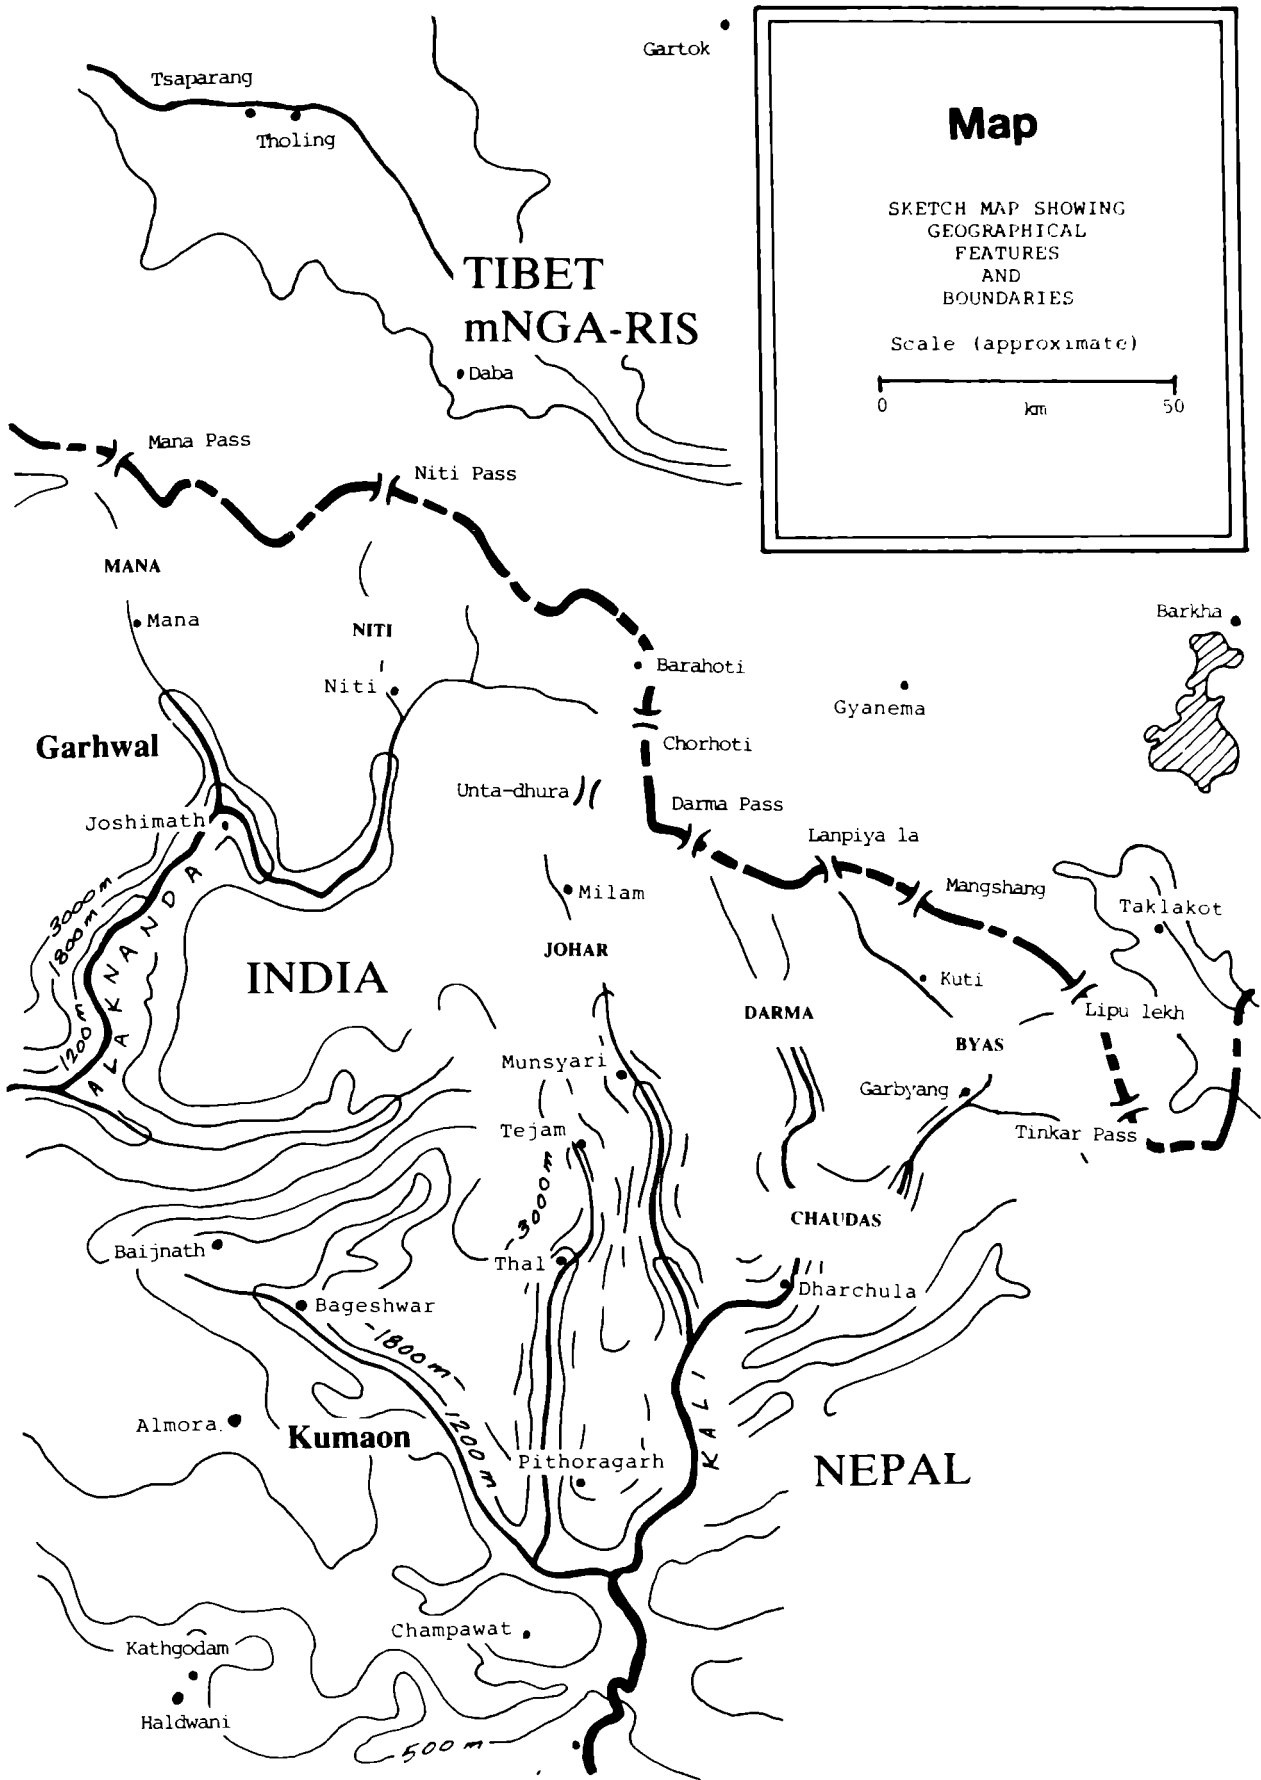 Gartok
Tsaparang
Tholing
Map
SKETCH MAP SHOWING
GEOGRAPHICAL
FEATURES
AND
BOUNDARIES
Scale (approximate)
0 km 50
TIBET
mNGA-RIS
Daba
Mana Pass
Niti Pass
MANA
Mana
NITI
Niti
Barahoti
Barkha
Gyanema
Garhwal
Chorhoti
Unta-dhura
Darma Pass
Joshimath
Lanpiya la
Milam
Mangshang
Taklakot
3000m
1800m
1200m
ALAKNANDA
INDIA
JOHAR
Kuti
DARMA
Lipu lekh
BYAS
Munsyari
Garbyang
Tejam
Tinkar Pass
3000m
CHAUDAS
Baijnath
Thal
Dharchula
Bageshwar
1800m
1200m
KALI
Almora
Kumaon
Pithoragarh
NEPAL
Champawat
Kathgodam
Haldwani
500m